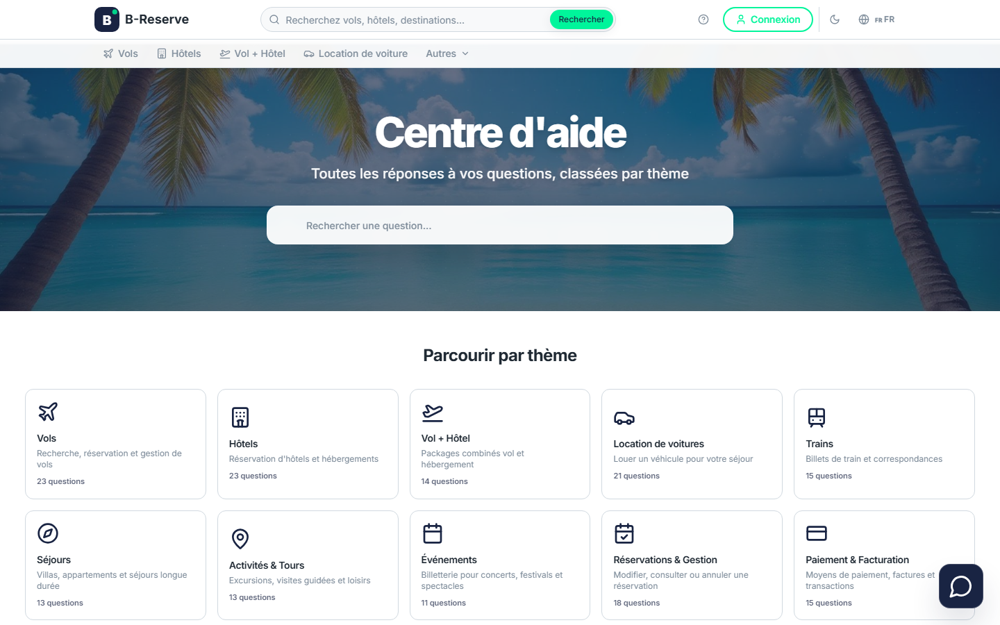 B B-Reserve
Recherchez vols, hôtels, destinations...
Rechercher
Connexion
FR FR
Vols
Hôtels
Vol + Hôtel
Location de voiture
Autres
Centre d'aide
Toutes les réponses à vos questions, classées par thème
Rechercher une question...
Parcourir par thème
Vols
Recherche, réservation et gestion de
vols
23 questions
Hôtels
Réservation d'hôtels et hébergements
23 questions
Vol + Hôtel
Packages combinés vol et
hébergement
14 questions
Location de voitures
Louer un véhicule pour votre séjour
21 questions
Trains
Billets de train et correspondances
15 questions
Séjours
Villas, appartements et séjours longue
durée
13 questions
Activités & Tours
Excursions, visites guidées et loisirs
13 questions
Événements
Billetterie pour concerts, festivals et
spectacles
11 questions
Réservations & Gestion
Modifier, consulter ou annuler une
réservation
18 questions
Paiement & Facturation
Moyens de paiement, factures et
transactions
15 questions